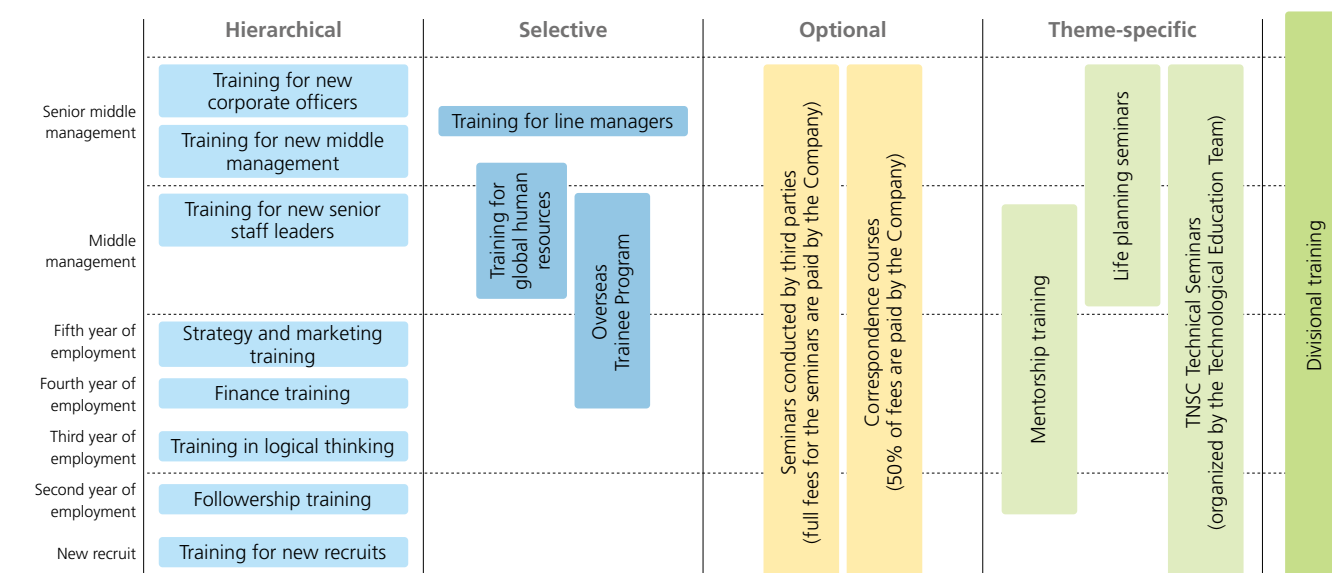 Hierarchical
Selective
Optional
Theme-specific
Senior middle
management
Middle
management
Fifth year of
employment
Fourth year of
employment
Third year of
employment
Second year of
employment
New recruit
Training for new
corporate officers
Training for new middle
management
Training for new senior
staff leaders
Strategy and marketing
training
Finance training
Training in logical thinking
Followership training
Training for new recruits
Training for line managers
Training for
global human
resources
Overseas
Trainee Program
Seminars conducted by third parties
(full fees for the seminars are paid by the Company)
Correspondence courses
(50% of fees are paid by the Company)
Mentorship training
Life planning seminars
TNSC Technical Seminars
(organized by the Technological Education Team)
Divisional training